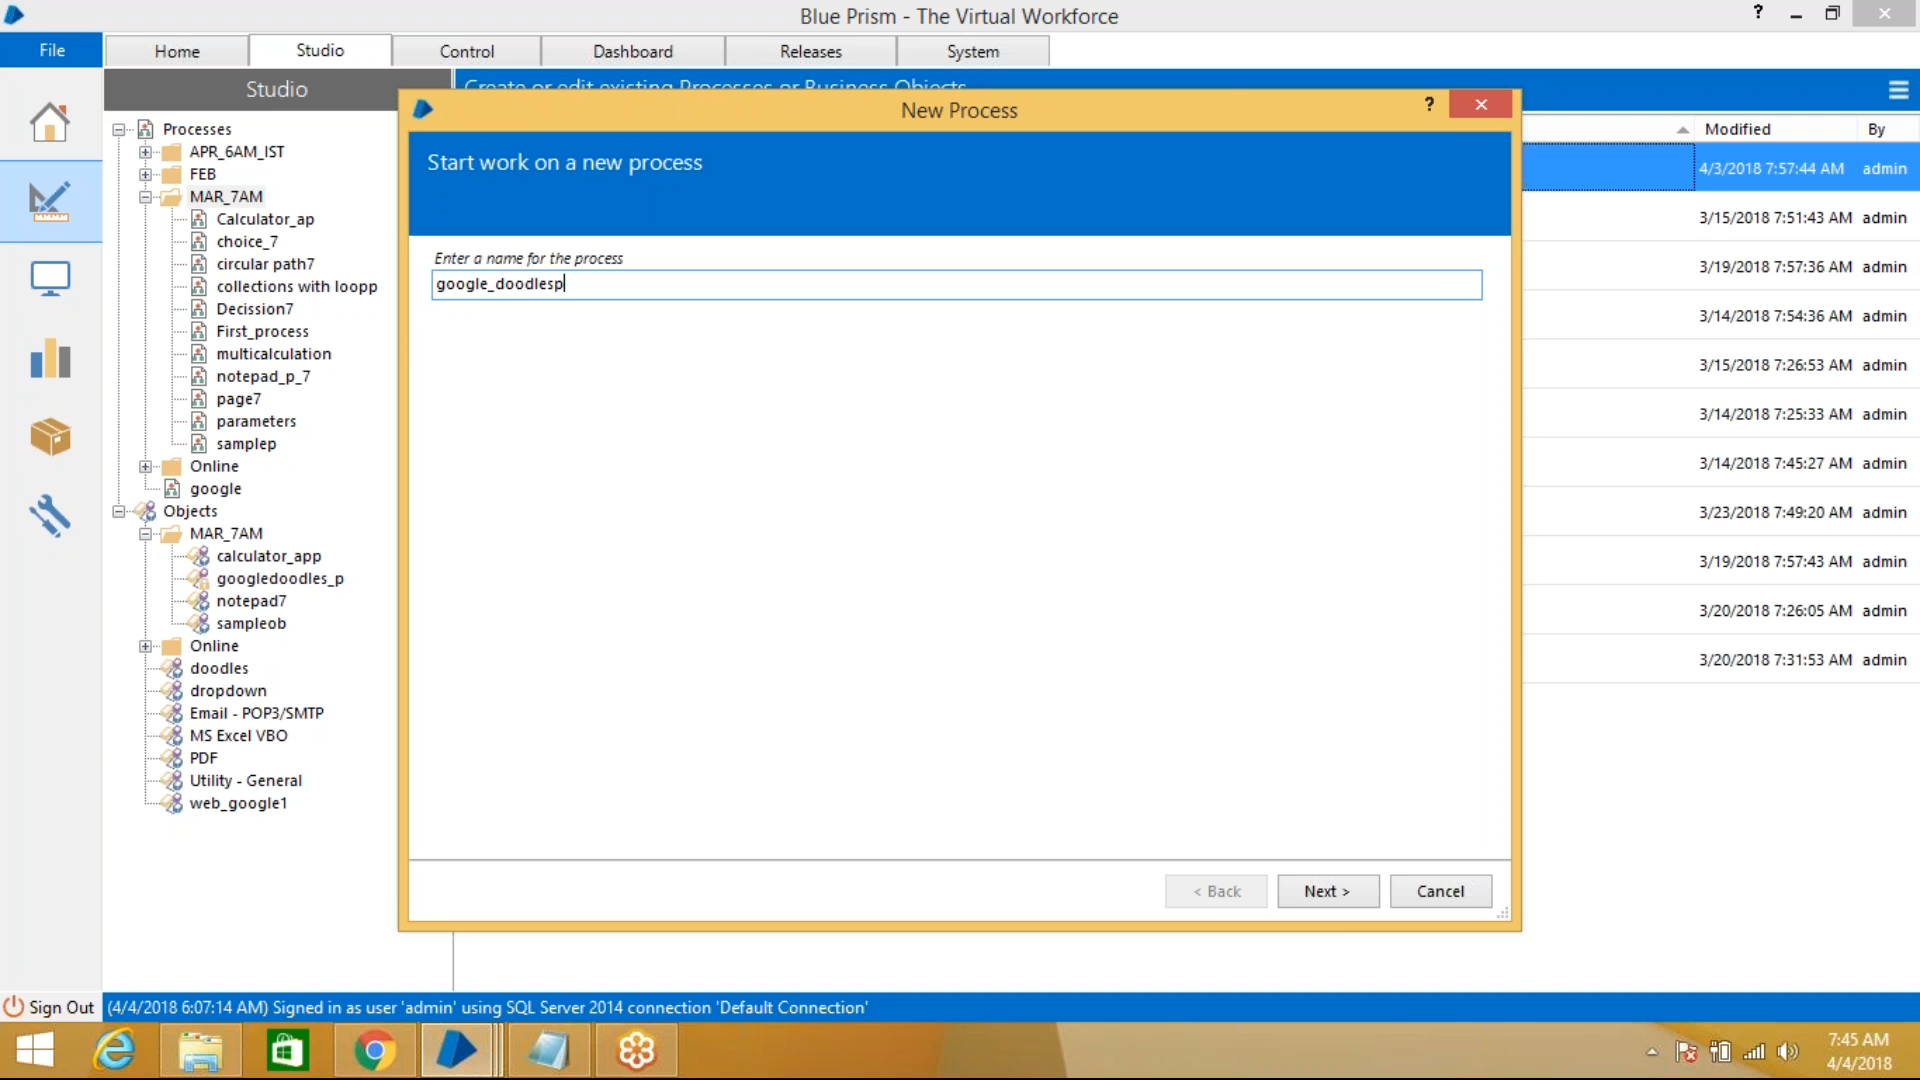 Blue Prism - The Virtual Workforce
?
File
Home
Studio
Control
Dashboard
Releases
System
Studio
Create or edit existing Processes or Business Objects
Processes
APR_6AM_IST
FEB
MAR_7AM
Calculator_ap
choice_7
circular path7
collections with loopp
Decission7
First_process
multicalculation
notepad_p_7
page7
parameters
samplep
Online
google
Objects
MAR_7AM
calculator_app
googledoodles_p
notepad7
sampleob
Online
doodles
dropdown
Email - POP3/SMTP
MS Excel VBO
PDF
Utility - General
web_google1
New Process
?
Start work on a new process
Enter a name for the process
google_doodlesp
< Back
Next >
Cancel
Modified By
4/3/2018 7:57:44 AM admin
3/15/2018 7:51:43 AM admin
3/19/2018 7:57:36 AM admin
3/14/2018 7:54:36 AM admin
3/15/2018 7:26:53 AM admin
3/14/2018 7:25:33 AM admin
3/14/2018 7:45:27 AM admin
3/23/2018 7:49:20 AM admin
3/19/2018 7:57:43 AM admin
3/20/2018 7:26:05 AM admin
3/20/2018 7:31:53 AM admin
Sign Out
(4/4/2018 6:07:14 AM) Signed in as user 'admin' using SQL Server 2014 connection 'Default Connection'
7:45 AM
4/4/2018